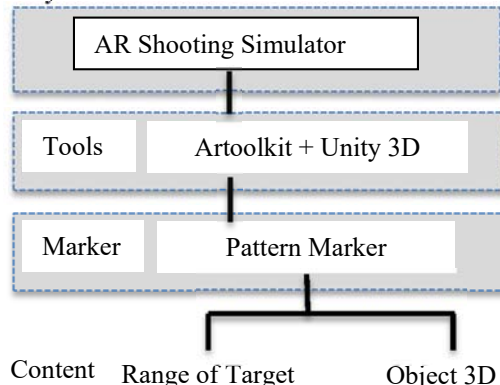 AR Shooting Simulator
Tools Artoolkit + Unity 3D
Marker Pattern Marker
Content Range of Target Object 3D